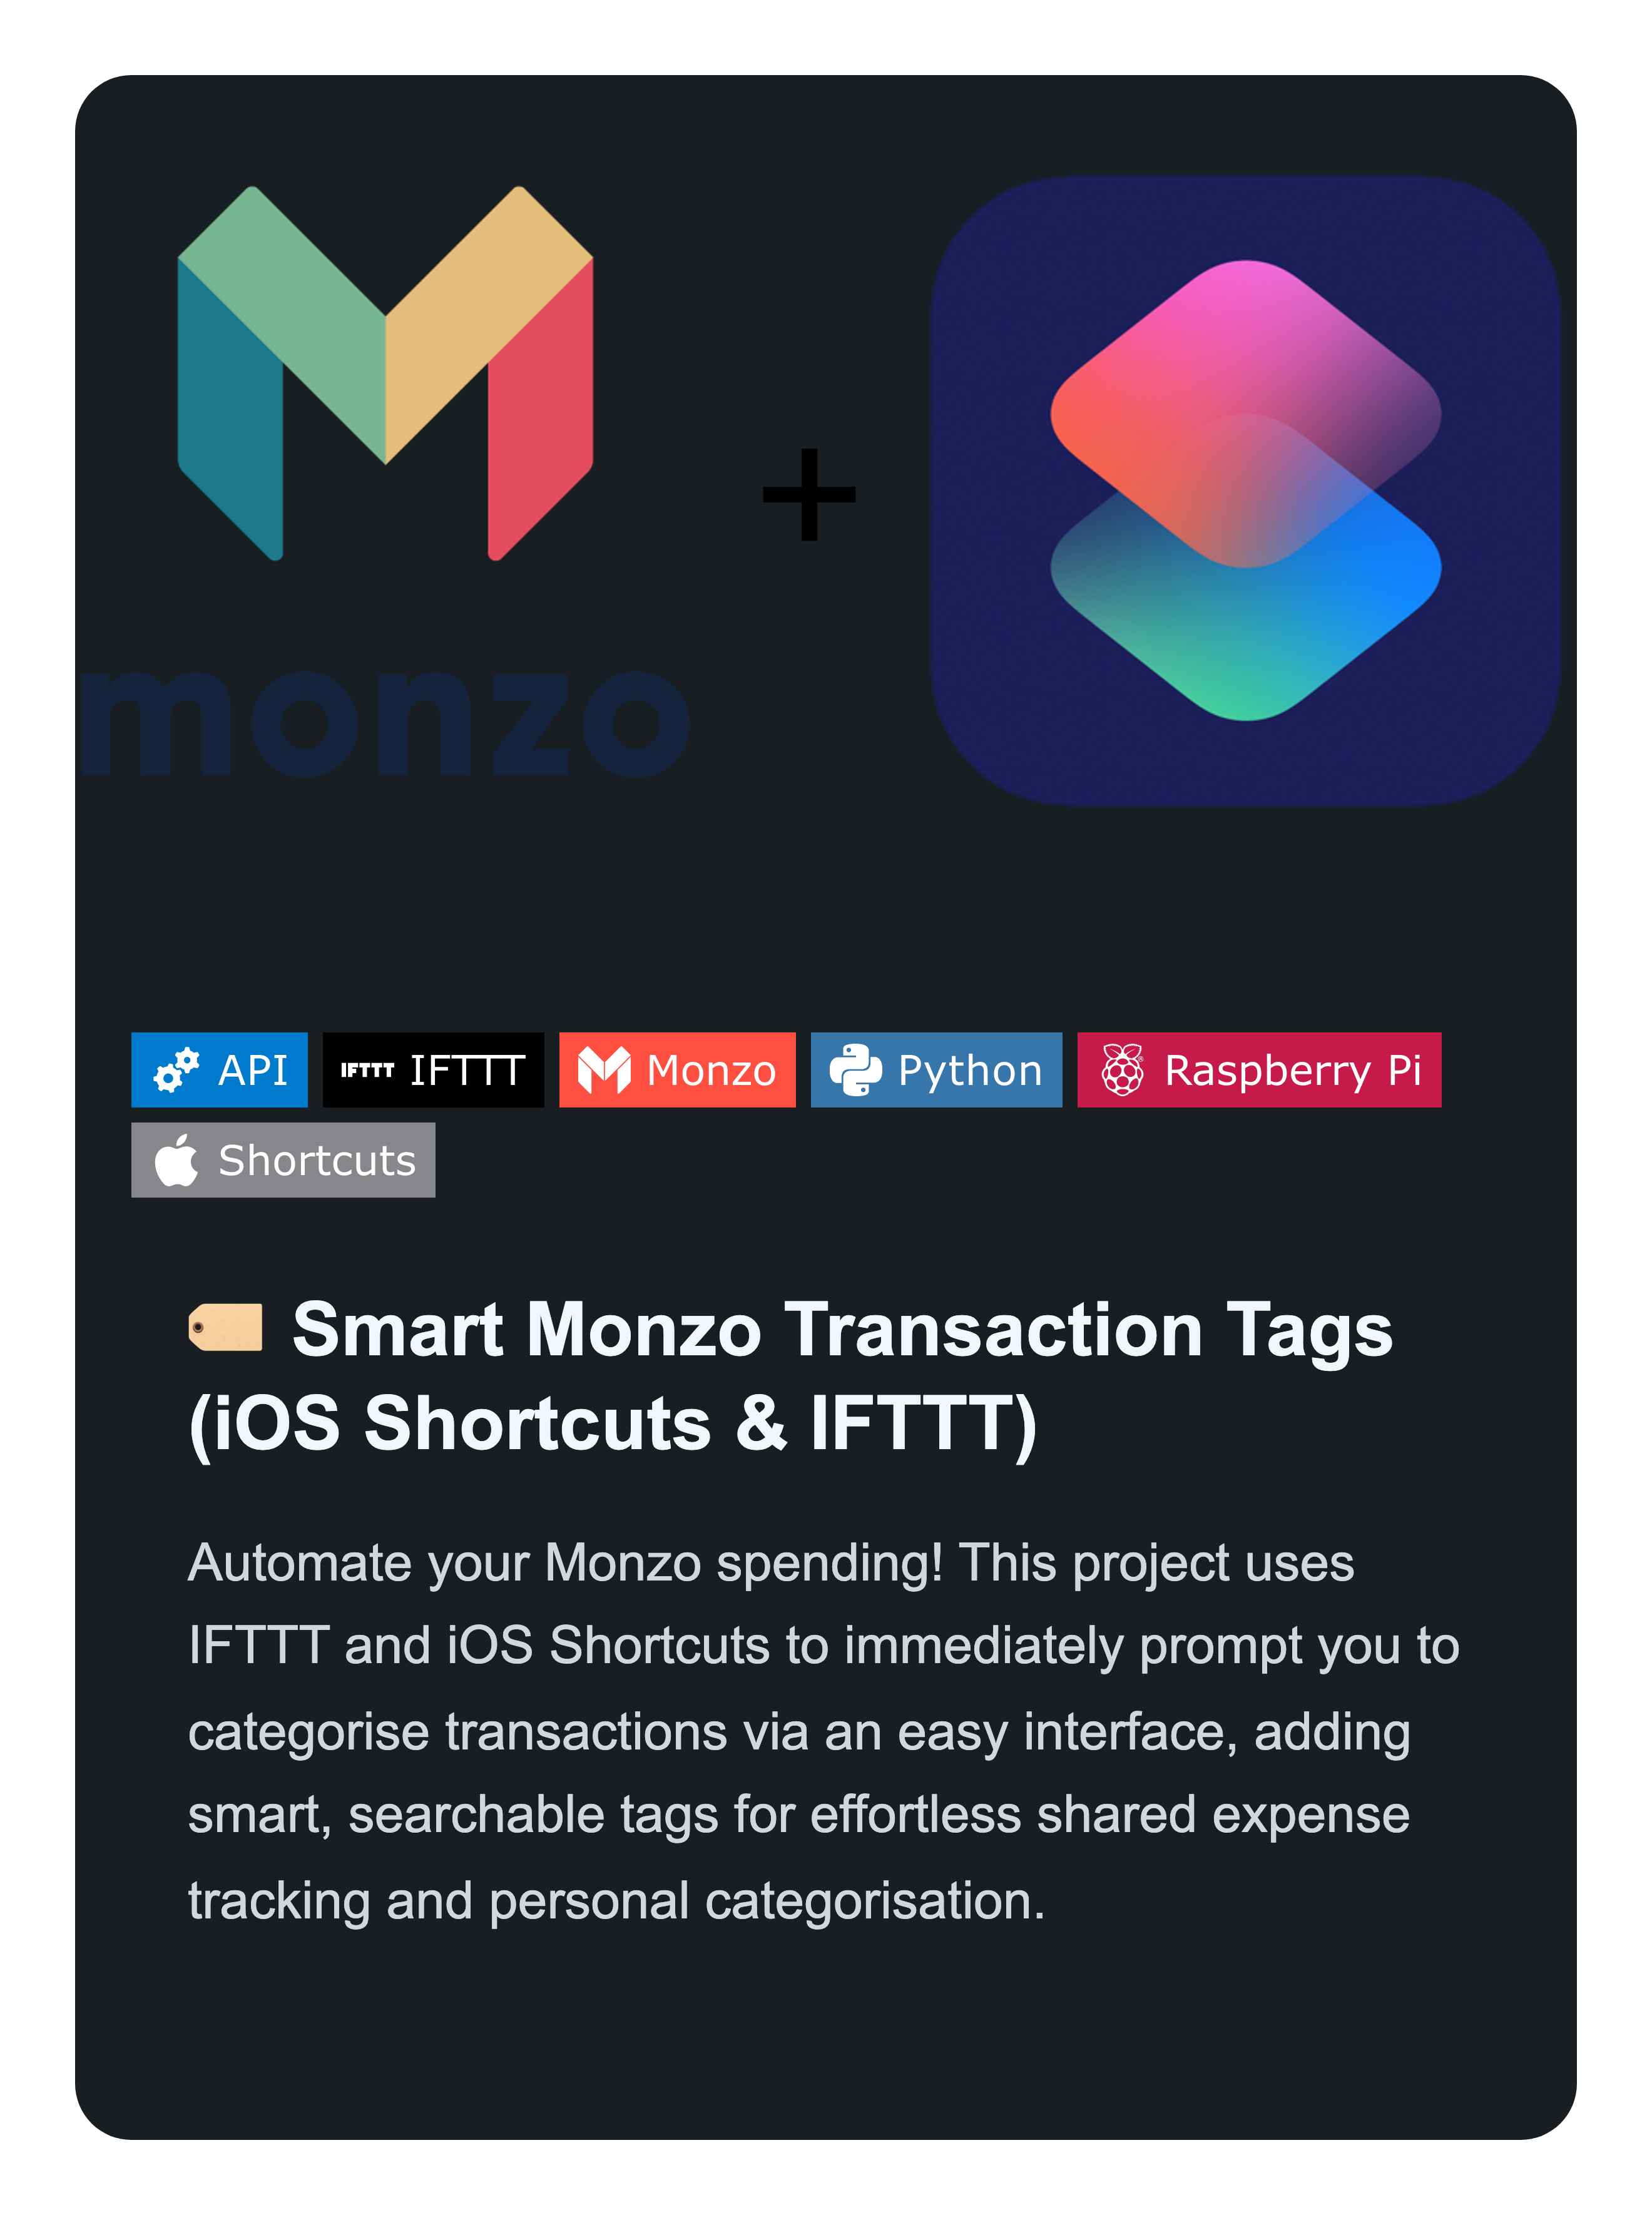 monzo
+
API IFTTT IFTTT Monzo Python Raspberry Pi
Shortcuts
Smart Monzo Transaction Tags
(iOS Shortcuts & IFTTT)
Automate your Monzo spending! This project uses
IFTTT and iOS Shortcuts to immediately prompt you to
categorise transactions via an easy interface, adding
smart, searchable tags for effortless shared expense
tracking and personal categorisation.